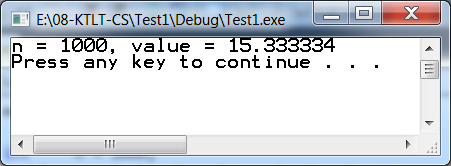 E:\08-KTLT-CS\Test1\Debug\Test1.exe
n = 1000, value = 15.333334
Press any key to continue . . .